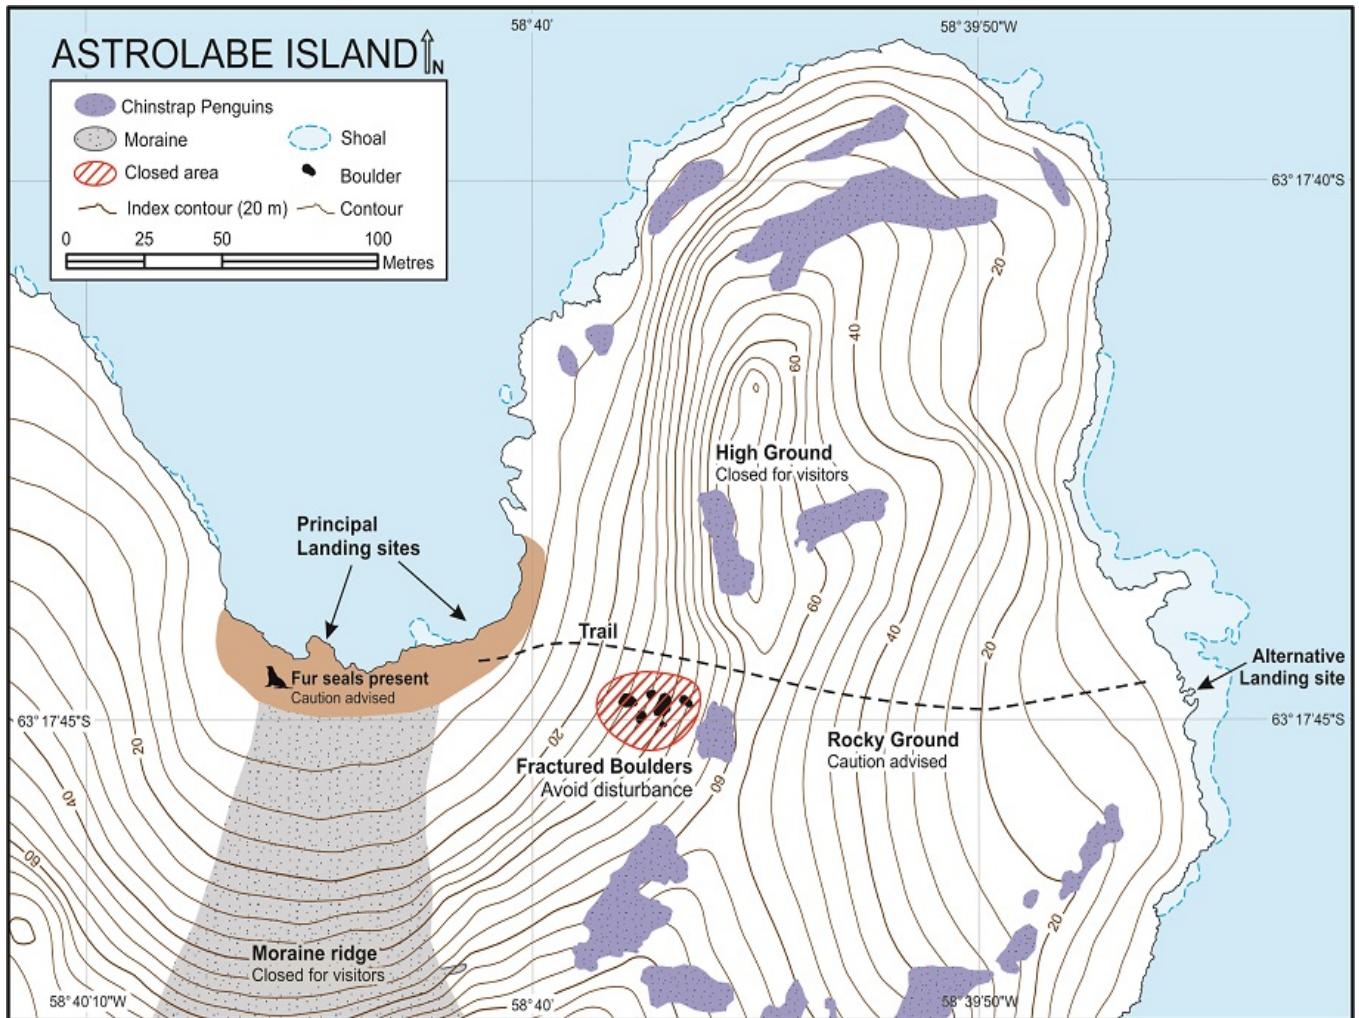 58°40'
58°39'50"W
ASTROLABE ISLAND
N
Chinstrap Penguins
Moraine
Shoal
Closed area
Boulder
Index contour (20 m)
Contour
0 25 50 100
Metres
63°17'40"S
20
40
60
High Ground
Closed for visitors
Principal
Landing sites
60
Trail
40
20
Alternative
Landing site
Fur seals present
Caution advised
63°17'45"S
63°17'45"S
20
20
Rocky Ground
Caution advised
Fractured Boulders
Avoid disturbance
60
40
60
20
Moraine ridge
Closed for visitors
58°40'10"W
58°40'
58°39'50"W